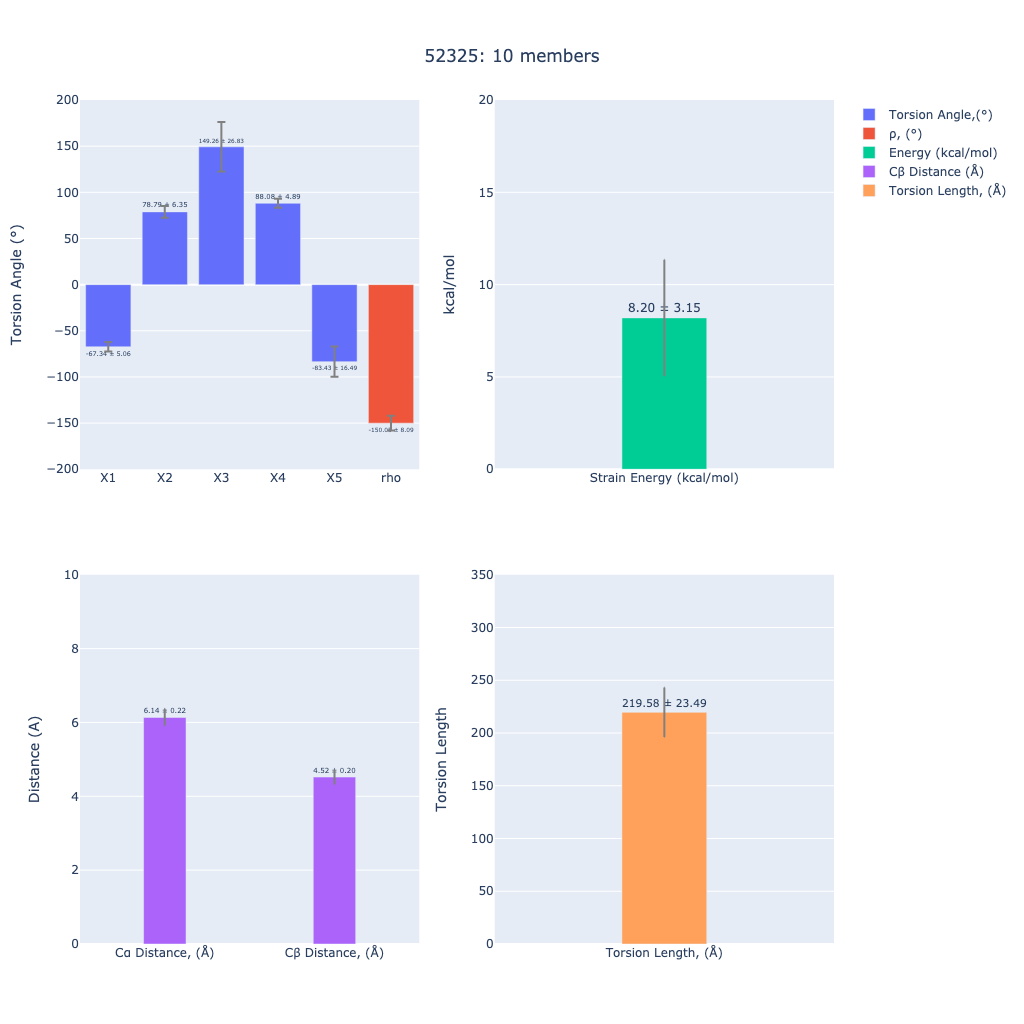 52325: 10 members
Torsion Angle (°)
200
150
100
50
0
−50
−100
−150
−200
-67.34 ± 5.06
78.79 ± 6.35
149.26 ± 26.83
88.08 ± 4.89
-83.43 ± 16.49
± 8.09
X1 X2 X3 X4 X5 rho
kcal/mol
20
15
10
5
0
8.20 ± 3.15
Strain Energy (kcal/mol)
Torsion Angle,(°)
ρ, (°)
Energy (kcal/mol)
Cβ Distance (Å)
Torsion Length, (Å)
Distance (A)
10
8
6
4
2
0
6.14 ± 0.22
4.52 ± 0.20
Cα Distance, (Å) Cβ Distance, (Å)
Torsion Length
350
300
250
200
150
100
50
0
219.58 ± 23.49
Torsion Length, (Å)